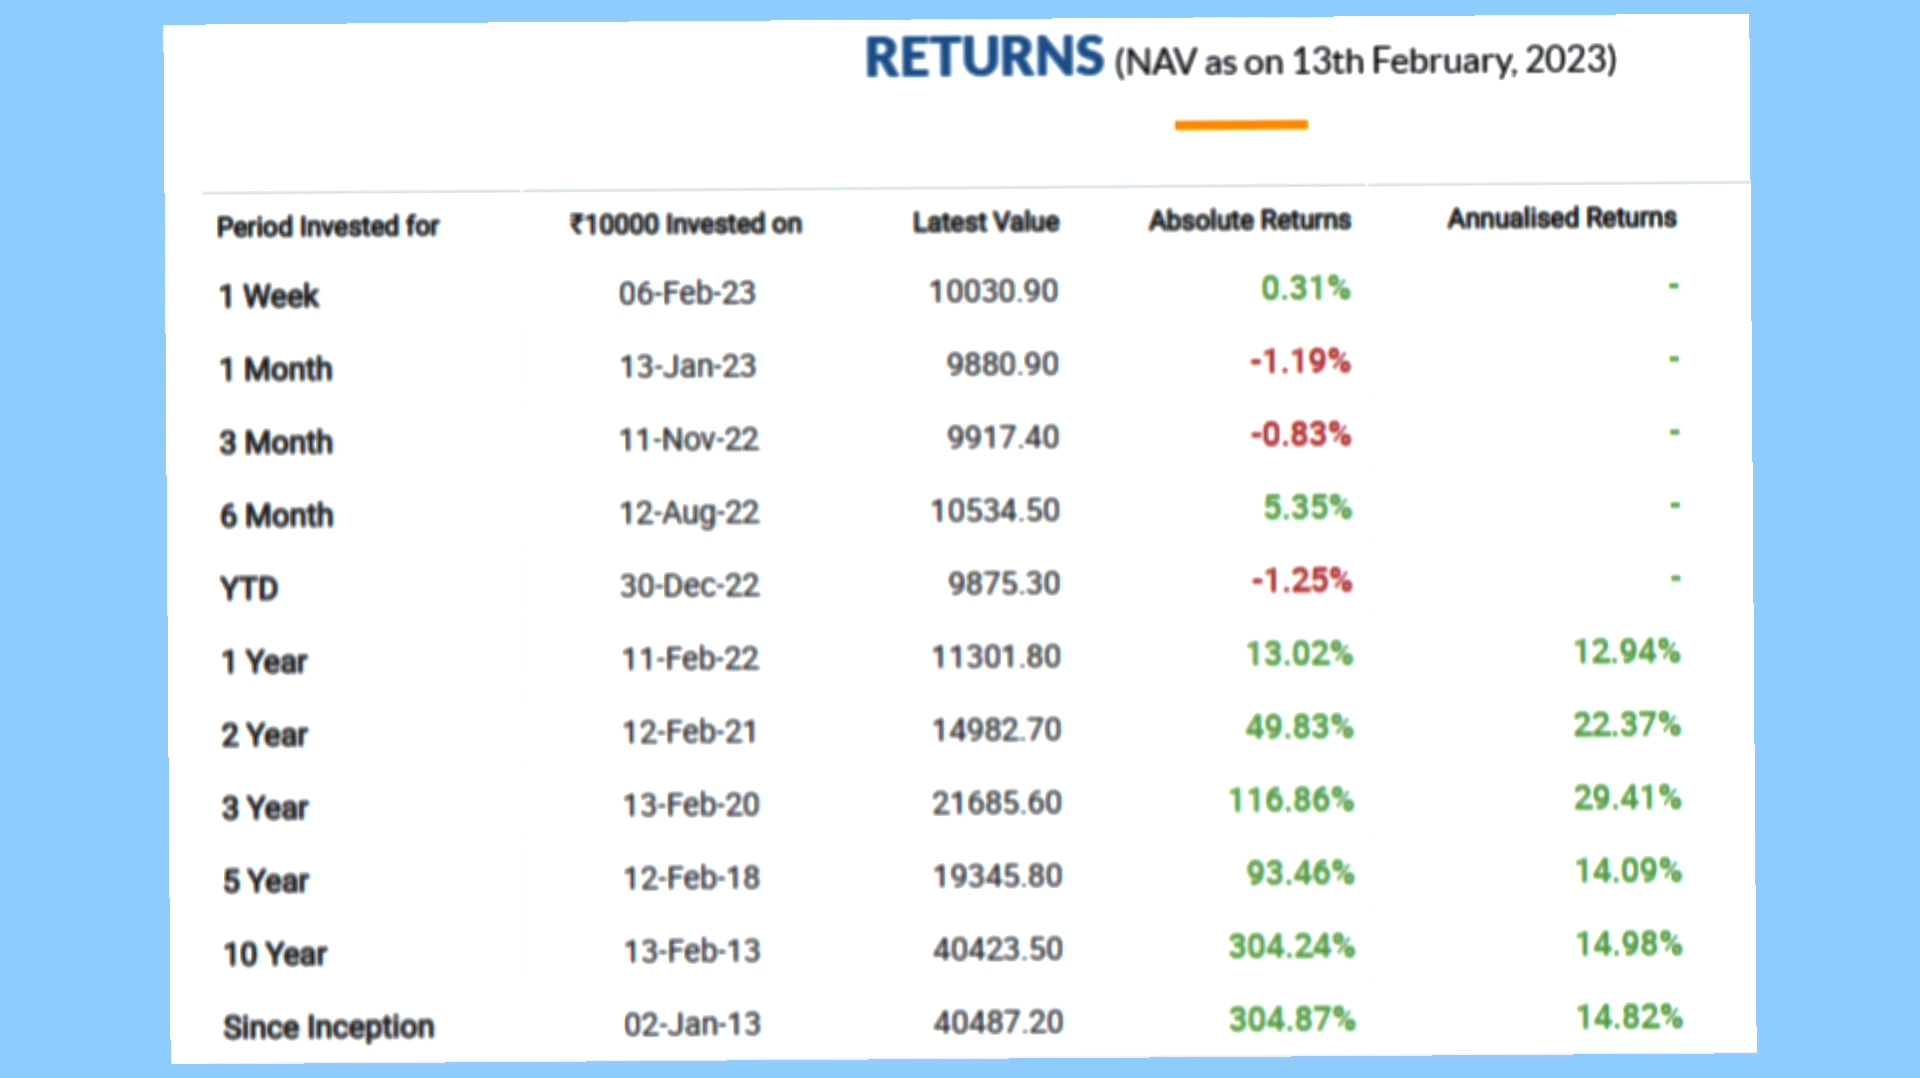 RETURNS (NAV as on 13th February, 2023)
Period Invested for ₹10000 Invested on Latest Value Absolute Returns Annualised Returns
1 Week 06-Feb-23 10030.90 0.31% -
1 Month 13-Jan-23 9880.90 -1.19% -
3 Month 11-Nov-22 9917.40 -0.83% -
6 Month 12-Aug-22 10534.50 5.35% -
YTD 30-Dec-22 9875.30 -1.25% -
1 Year 11-Feb-22 11301.80 13.02% 12.94%
2 Year 12-Feb-21 14982.70 49.83% 22.37%
3 Year 13-Feb-20 21685.60 116.86% 29.41%
5 Year 12-Feb-18 19345.80 93.46% 14.09%
10 Year 13-Feb-13 40423.50 304.24% 14.98%
Since Inception 02-Jan-13 40487.20 304.87% 14.82%